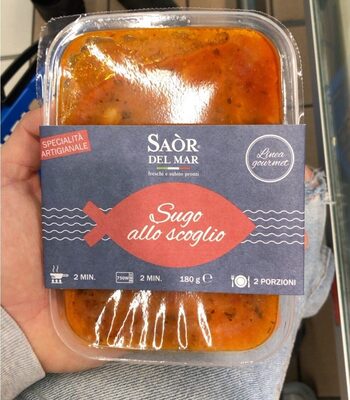 SPECIALITÀ
ARTIGIANALE
SAÒR®
DEL MAR
freschi e subito pronti
Linea
gourmet
Sugo
allo scoglio
2 MIN.
750W
2 MIN.
180 g ℮
2 PORZIONI